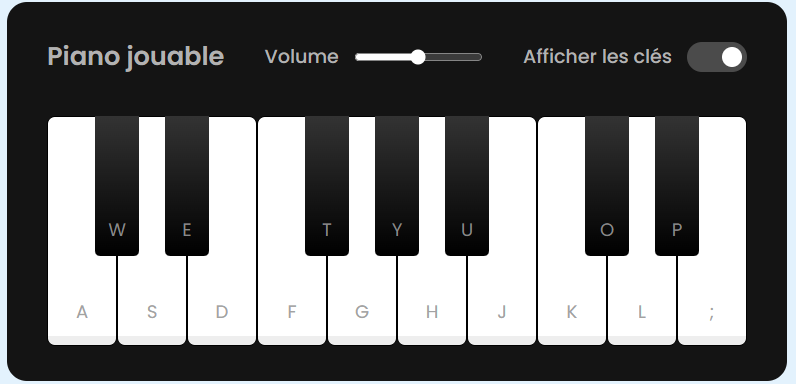 Piano jouable Volume Afficher les clés
W E T Y U O P
A S D F G H J K L ;